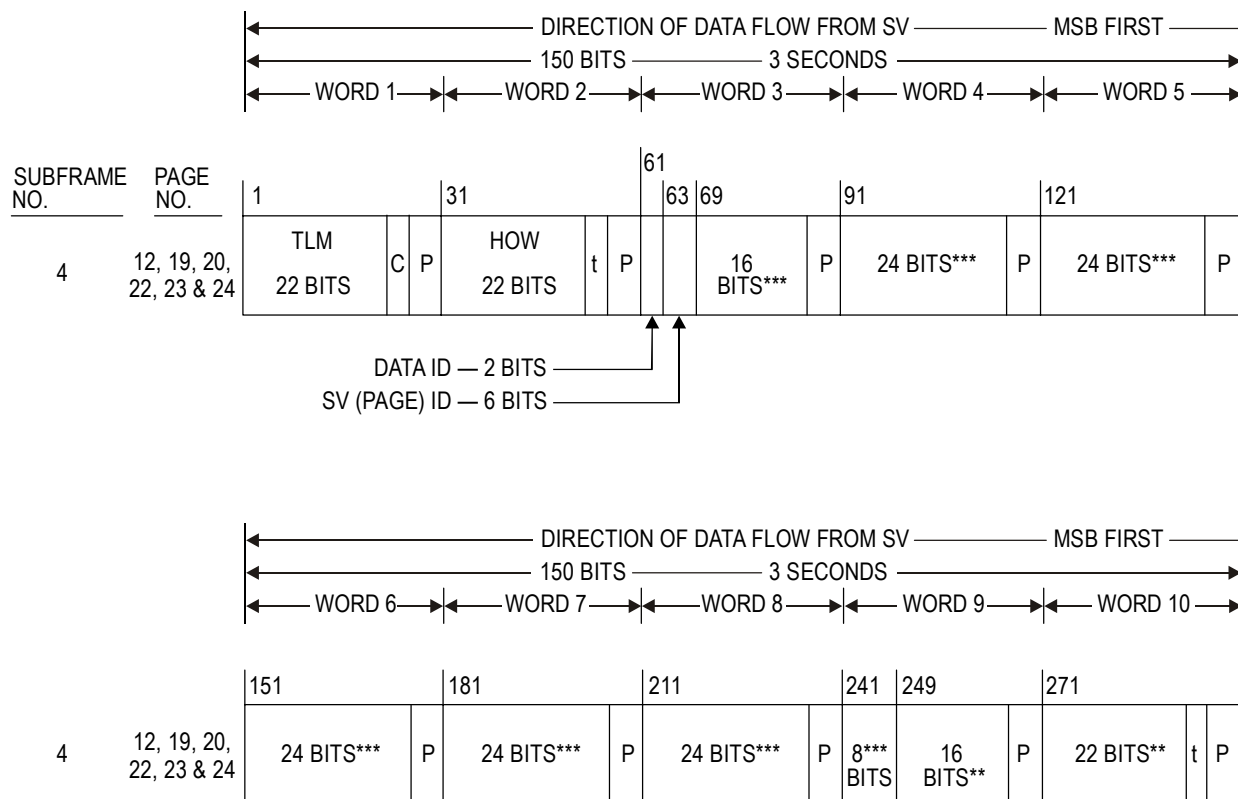 DIRECTION OF DATA FLOW FROM SV MSB FIRST
150 BITS 3 SECONDS
WORD 1 WORD 2 WORD 3 WORD 4 WORD 5
61
SUBFRAME NO. PAGE NO. 1 31 63 69 91 121
4 12, 19, 20, 22, 23 & 24 TLM 22 BITS C P HOW 22 BITS t P 16 BITS*** P 24 BITS*** P 24 BITS*** P
DATA ID — 2 BITS
SV (PAGE) ID — 6 BITS
DIRECTION OF DATA FLOW FROM SV MSB FIRST
150 BITS 3 SECONDS
WORD 6 WORD 7 WORD 8 WORD 9 WORD 10
151 181 211 241 249 271
4 12, 19, 20, 22, 23 & 24 24 BITS*** P 24 BITS*** P 24 BITS*** P 8*** BITS 16 BITS** P 22 BITS** t P